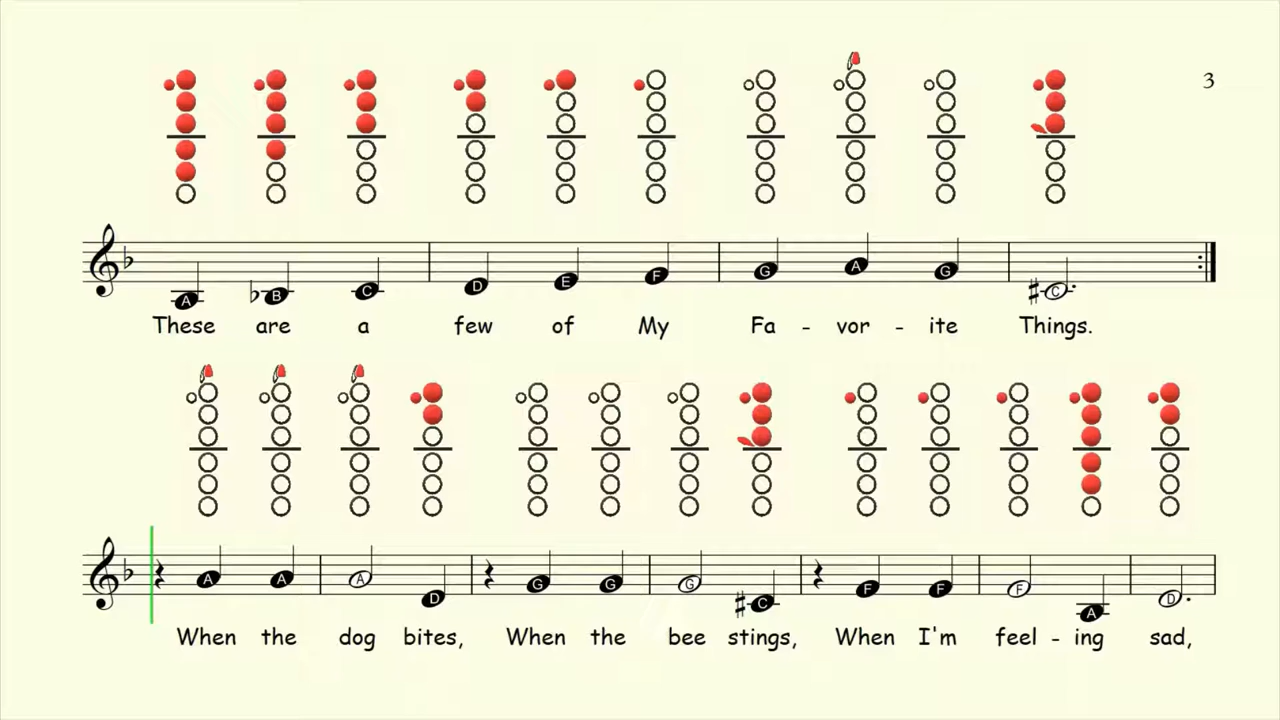 3
A B C D E F G A G C
These are a few of My Fa - vor - ite Things.
A A A D G G G C F F F A D
When the dog bites, When the bee stings, When I'm feel - ing sad,